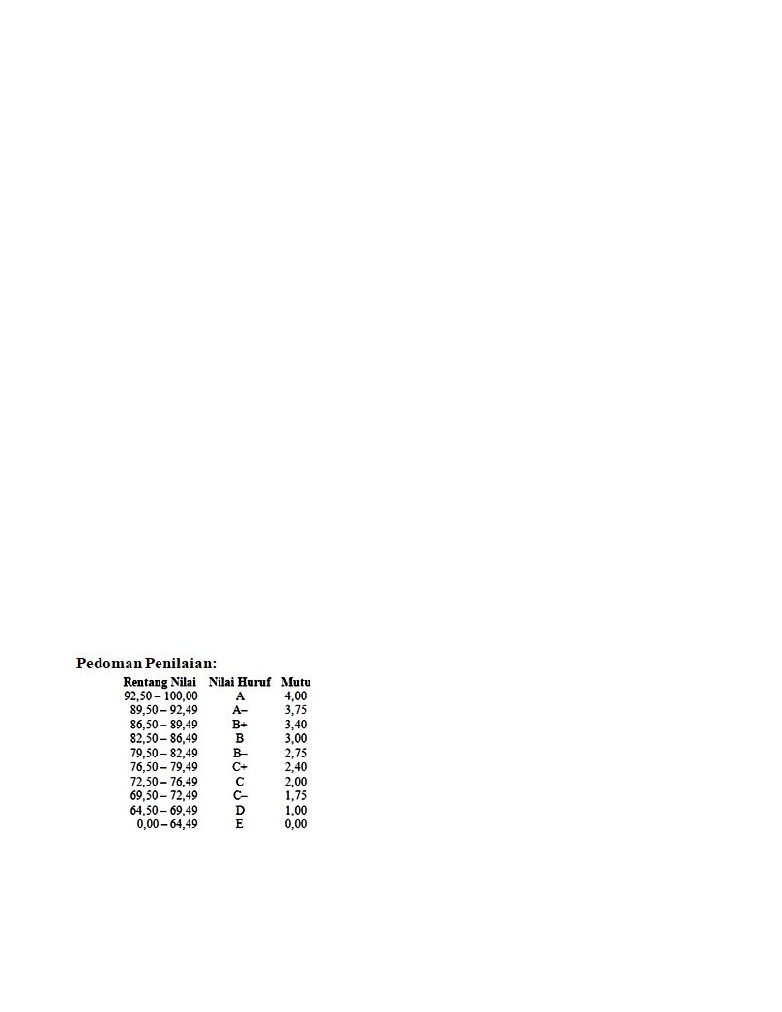 Pedoman Penilaian:
Rentang Nilai Nilai Huruf Mutu
92,50 – 100,00 A 4,00
89,50 – 92,49 A– 3,75
86,50 – 89,49 B+ 3,40
82,50 – 86,49 B 3,00
79,50 – 82,49 B– 2,75
76,50 – 79,49 C+ 2,40
72,50 – 76,49 C 2,00
69,50 – 72,49 C– 1,75
64,50 – 69,49 D 1,00
0,00 – 64,49 E 0,00